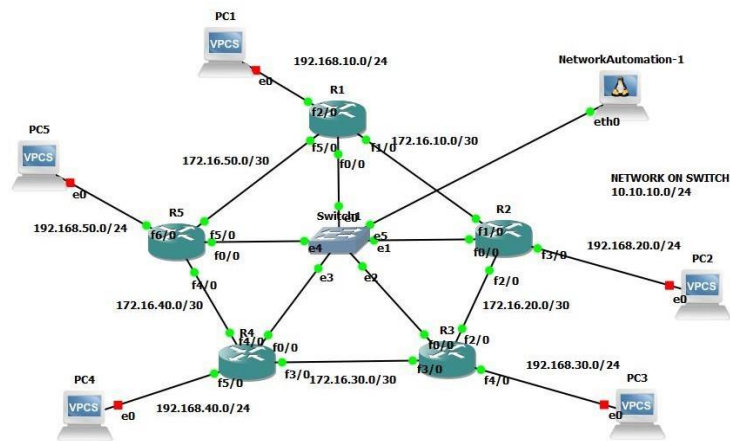 PC1
VPCS
e0
192.168.10.0/24
NetworkAutomation-1
R1
f2/0
f5/0
f1/0
f0/0
eth0
172.16.10.0/30
PC5
VPCS
e0
172.16.50.0/30
NETWORK ON SWITCH
10.10.10.0/24
192.168.50.0/24
R5
f6/0
f5/0
f0/0
f4/0
Switch1
e0
e5
e4
e1
e3
e2
R2
f1/0
f0/0
f3/0
f2/0
192.168.20.0/24
PC2
VPCS
e0
172.16.40.0/30
172.16.20.0/30
R4
f4/0
f0/0
f5/0
f3/0
172.16.30.0/30
R3
f0/0
f2/0
f3/0
f4/0
192.168.30.0/24
PC4
VPCS
e0
192.168.40.0/24
PC3
VPCS
e0